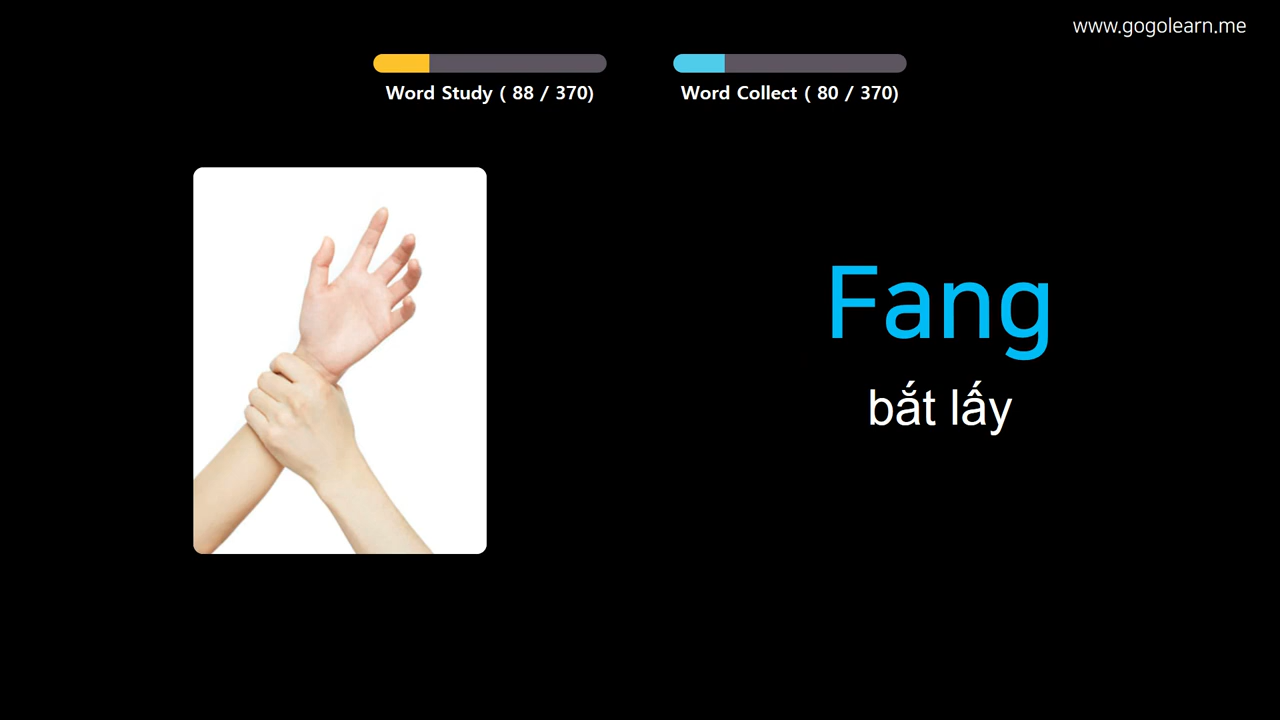 www.gogolearn.me
Word Study ( 88 / 370)
Word Collect ( 80 / 370)
Fang
bắt lấy